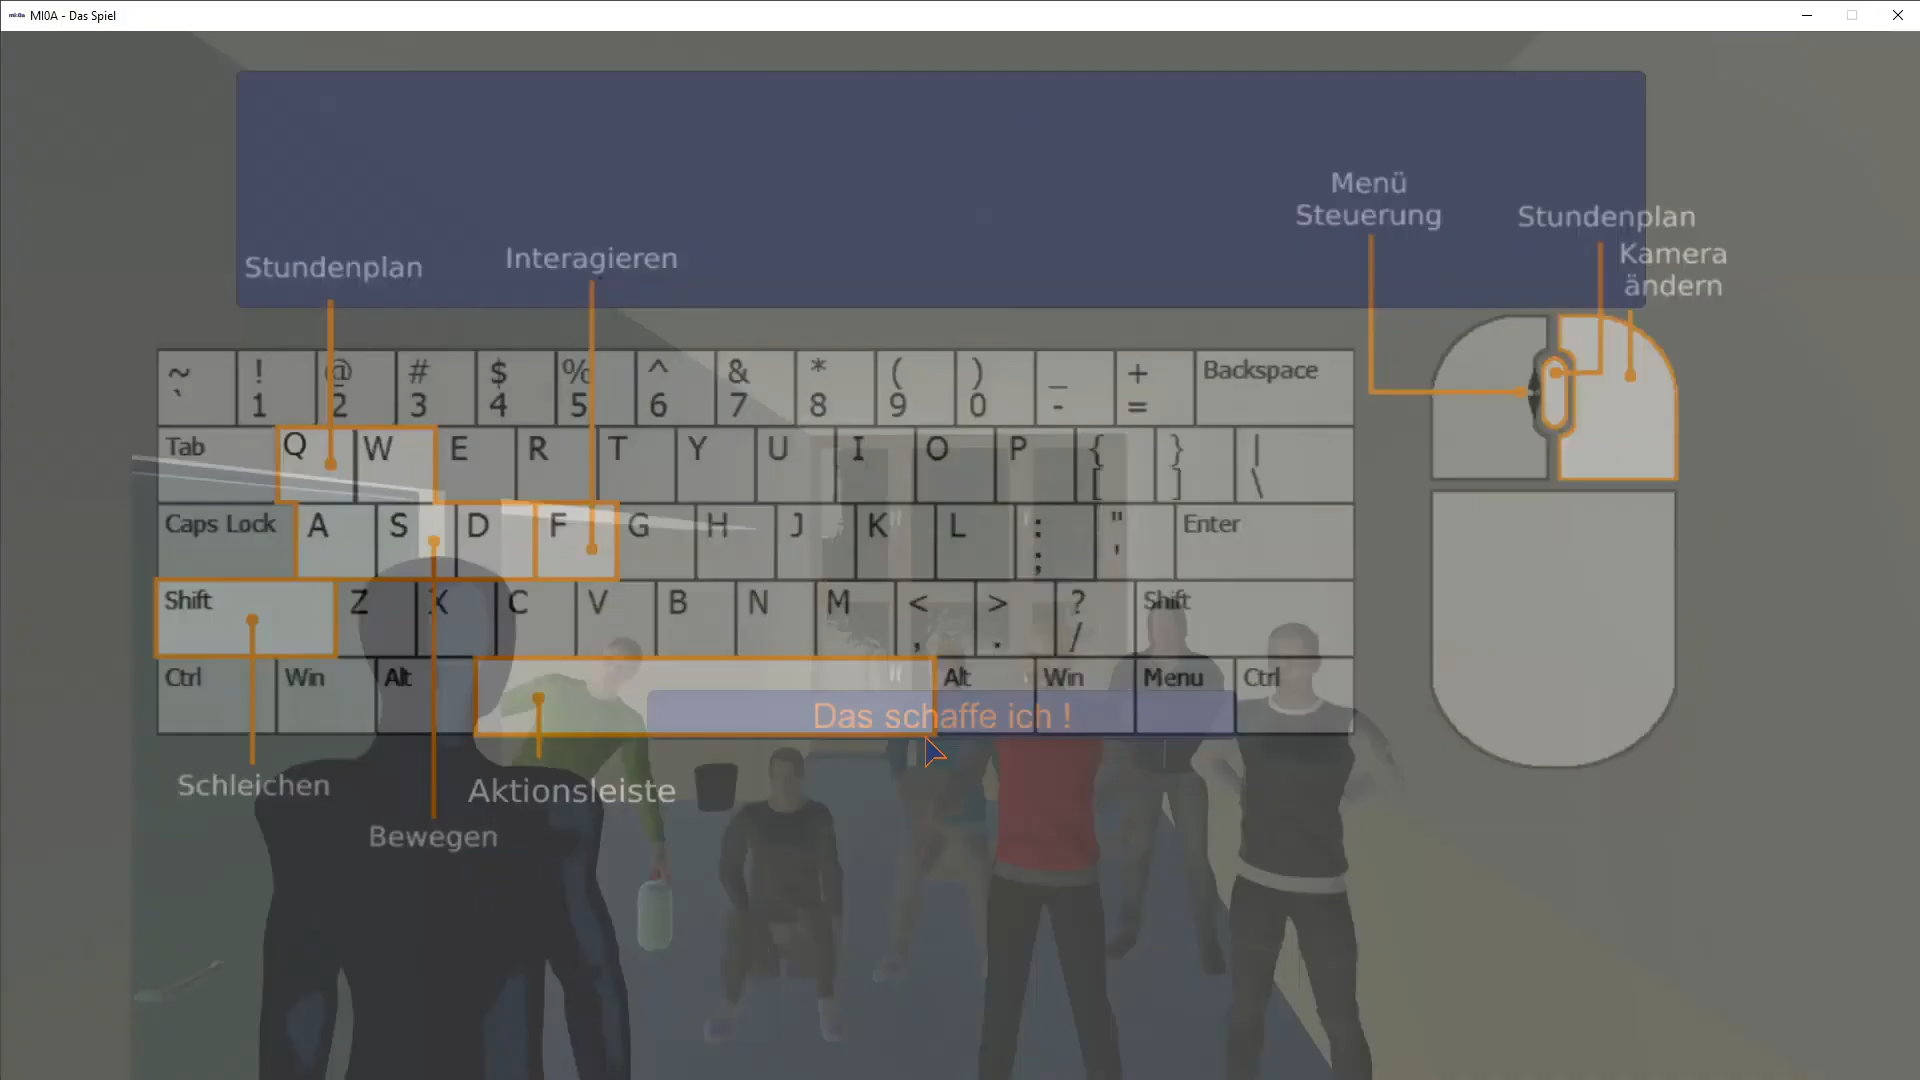 MI0A - Das Spiel
Menü
Steuerung
Stundenplan
Kamera
ändern
Stundenplan
Interagieren
~ ! @ # $ % ^ & * ( ) _ + Backspace
` 1 2 3 4 5 6 7 8 9 0 - =
Tab Q W E R T Y U I O P { } |
[ ] \
Caps Lock A S D F G H J K L : " Enter
; '
Shift Z X C V B N M < > ? Shift
, . /
Ctrl Win Alt Alt Win Menu Ctrl
Das schaffe ich !
Schleichen
Aktionsleiste
Bewegen